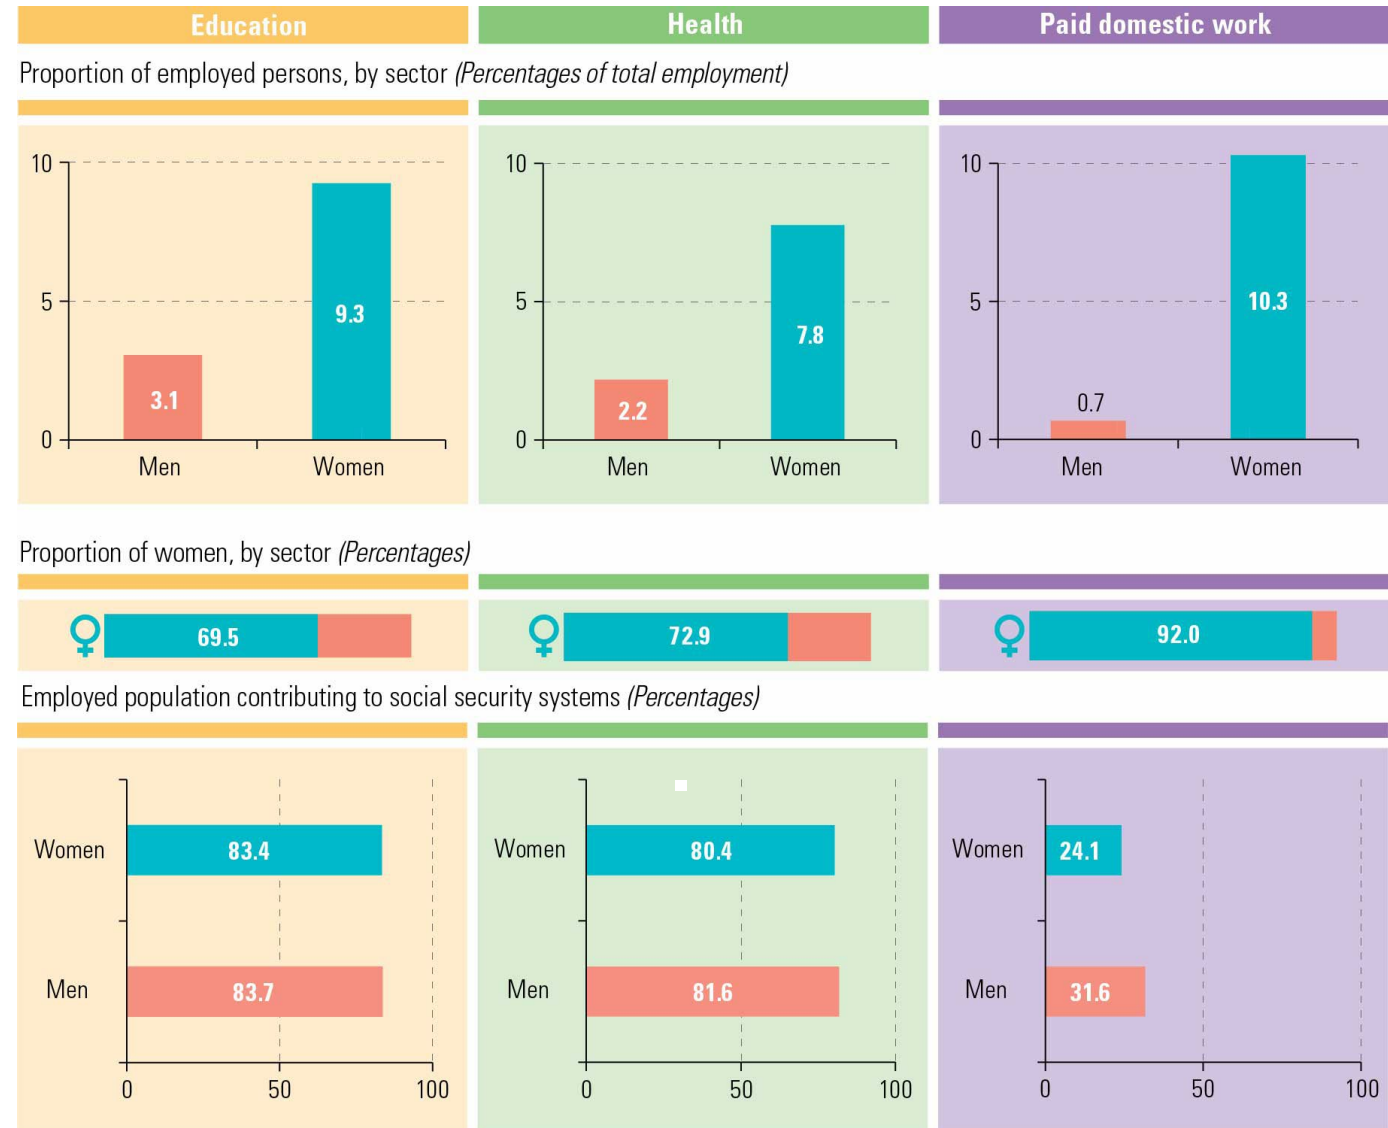 Education
Health
Paid domestic work
Proportion of employed persons, by sector (Percentages of total employment)
10
5
0
3.1
9.3
Men
Women
10
5
0
2.2
7.8
Men
Women
10
5
0
0.7
10.3
Men
Women
Proportion of women, by sector (Percentages)
69.5
72.9
92.0
Employed population contributing to social security systems (Percentages)
Women
83.4
Men
83.7
0
50
100
Women
80.4
Men
81.6
0
50
100
Women
24.1
Men
31.6
0
50
100